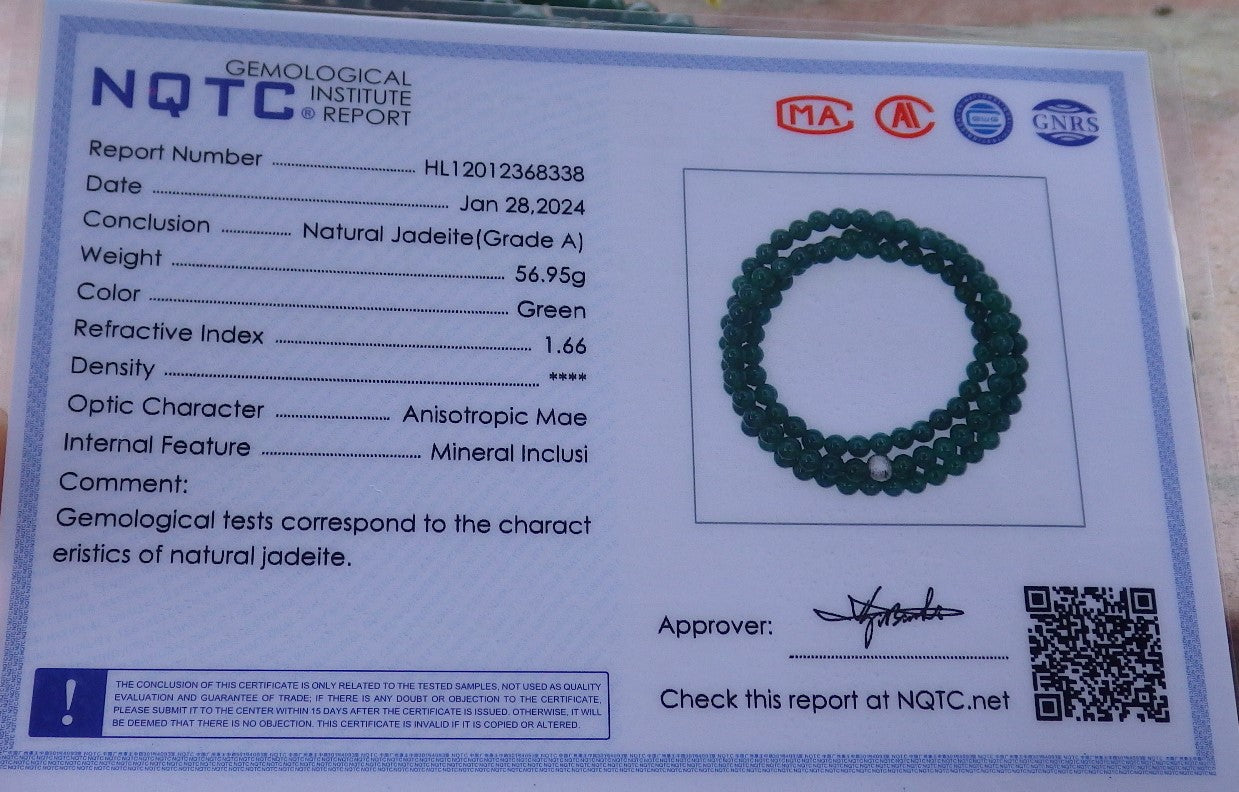 NQTC® GEMOLOGICAL INSTITUTE REPORT
MA
GNRS
Report Number HL12012368338
Date Jan 28,2024
Conclusion Natural Jadeite(Grade A)
Weight 56.95g
Color Green
Refractive Index 1.66
Density ****
Optic Character Anisotropic Mae
Internal Feature Mineral Inclusi
Comment:
Gemological tests correspond to the charact
eristics of natural jadeite.
Approver:
Check this report at NQTC.net
!
THE CONCLUSION OF THIS CERTIFICATE IS ONLY RELATED TO THE TESTED SAMPLES, NOT USED AS QUALITY
EVALUATION AND GUARANTEE OF TRADE; IF THERE IS ANY DOUBT OR OBJECTION TO THE CERTIFICATE,
PLEASE SUBMIT IT TO THE CENTER WITHIN 15 DAYS AFTER THE CERTIFICATE IS ISSUED. OTHERWISE, IT WILL
BE DEEMED THAT THERE IS NO OBJECTION. THIS CERTIFICATE IS INVALID IF IT IS COPIED OR ALTERED.